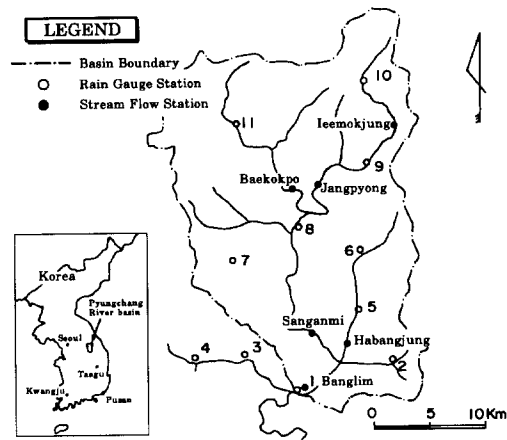 LEGEND
Basin Boundary
Rain Gauge Station
Stream Flow Station
10
11
Ieemokjung
9
Baekokpo
Jangpyong
8
7
6
5
Sanganmi
Habangjung
4
3
2
1 Banglim
Korea
Pyungchang
River basin
Seoul
Taegu
Kwangju
Pusan
0 5 10Km